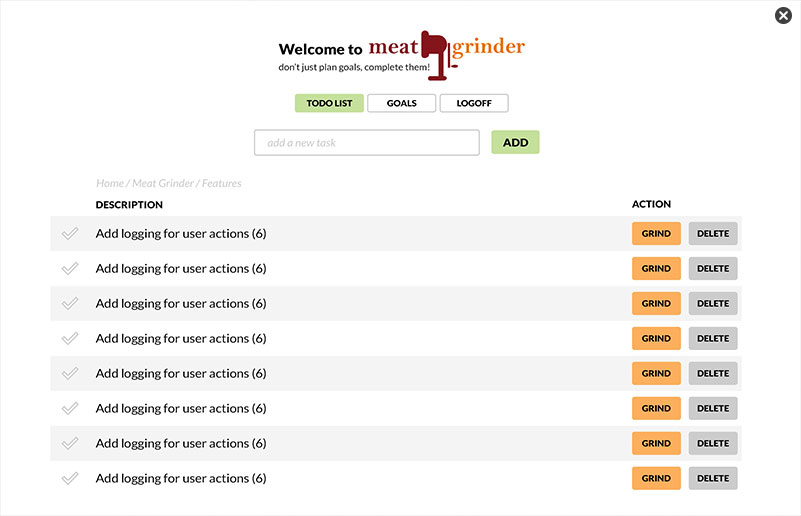 Welcome to meat grinder
don't just plan goals, complete them!
TODO LIST GOALS LOGOFF
add a new task ADD
Home / Meat Grinder / Features
DESCRIPTION ACTION
Add logging for user actions (6) GRIND DELETE
Add logging for user actions (6) GRIND DELETE
Add logging for user actions (6) GRIND DELETE
Add logging for user actions (6) GRIND DELETE
Add logging for user actions (6) GRIND DELETE
Add logging for user actions (6) GRIND DELETE
Add logging for user actions (6) GRIND DELETE
Add logging for user actions (6) GRIND DELETE